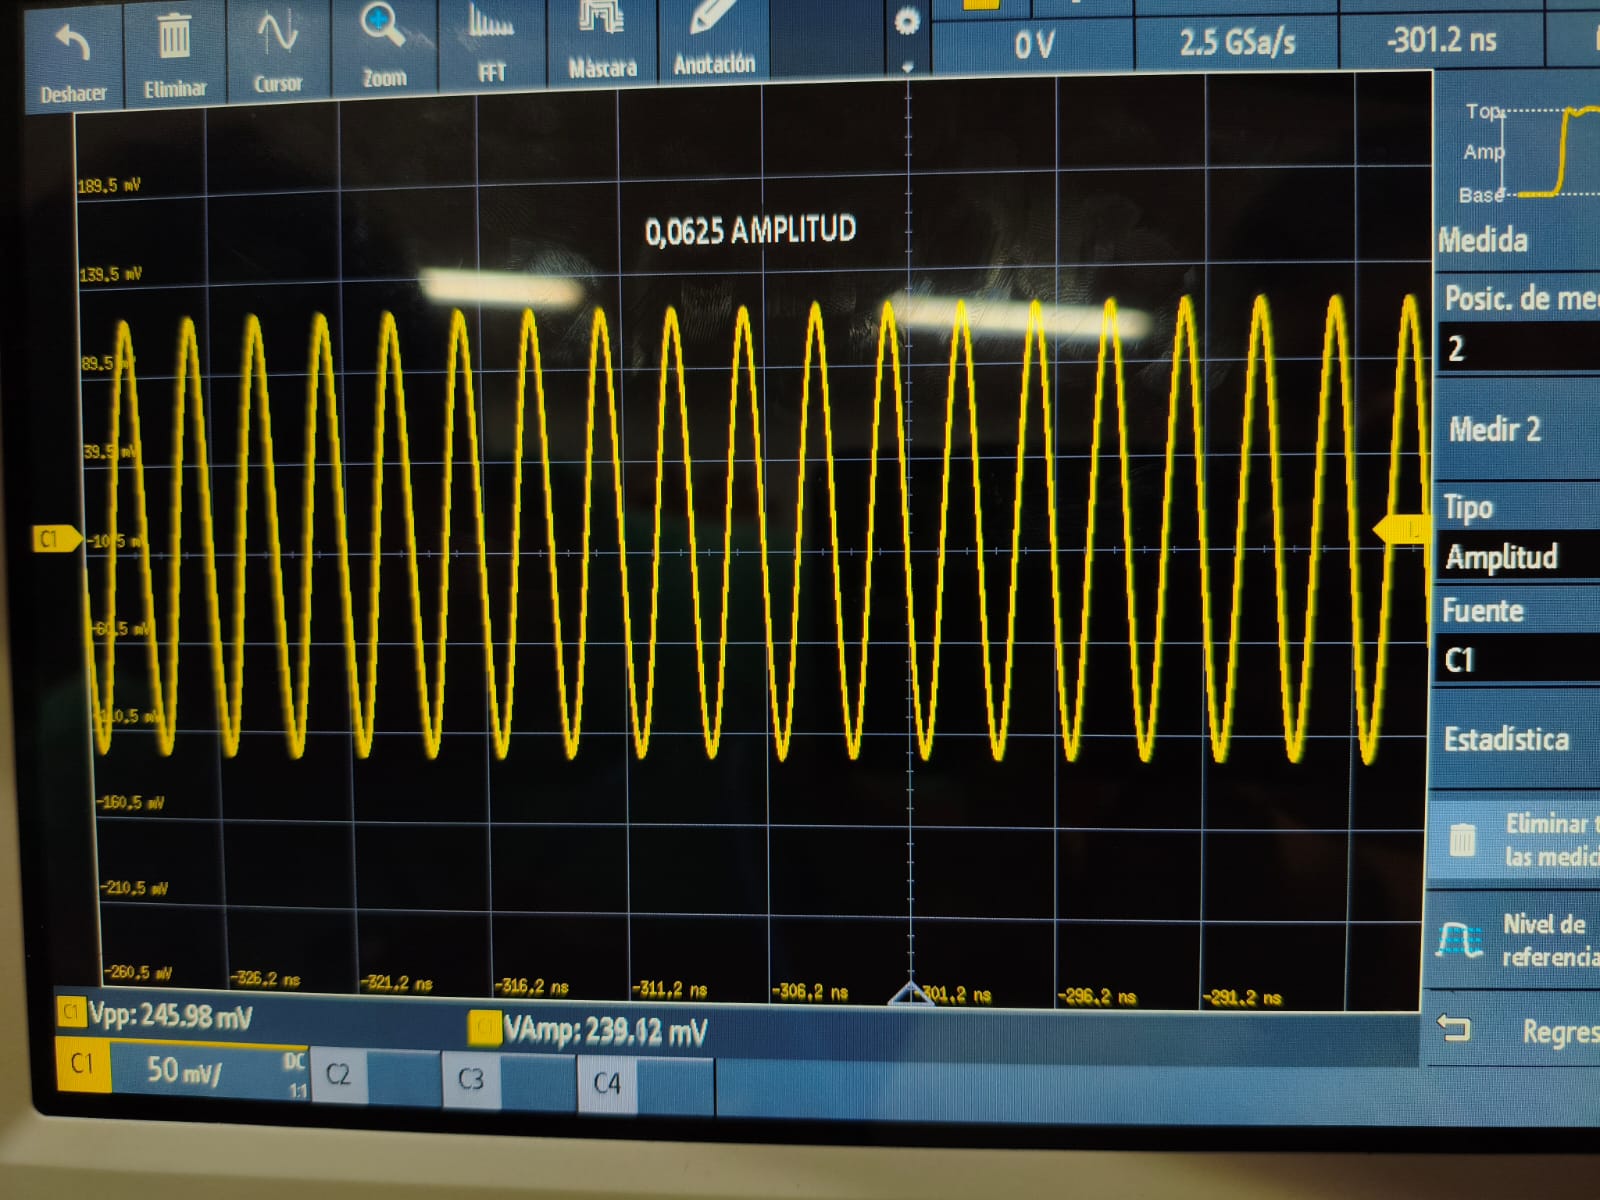 Deshacer
Eliminar
Cursor
Zoom
FFT
Máscara
Anotación
0 V
2.5 GSa/s
-301.2 ns
189.5 mV
139.5 mV
89.5
39.5 mV
-10.5 m
-60.5 mV
-160.5 mV
-210.5 mV
-260.5 mV
0,0625 AMPLITUD
C1
-326.2 ns
-321.2 ns
-316.2 ns
-311.2 ns
-306.2 ns
-301.2 ns
-296.2 ns
-291.2 ns
Top
Amp
Base
Medida
Posic. de me
2
Medir 2
Tipo
Amplitud
Fuente
C1
Estadística
Eliminar t
las medic
Nivel de
referencia
Regres
C1 Vpp: 245.98 mV
C1 VAmp: 239.12 mV
C1 50 mV/ DC 1:1
C2
C3
C4